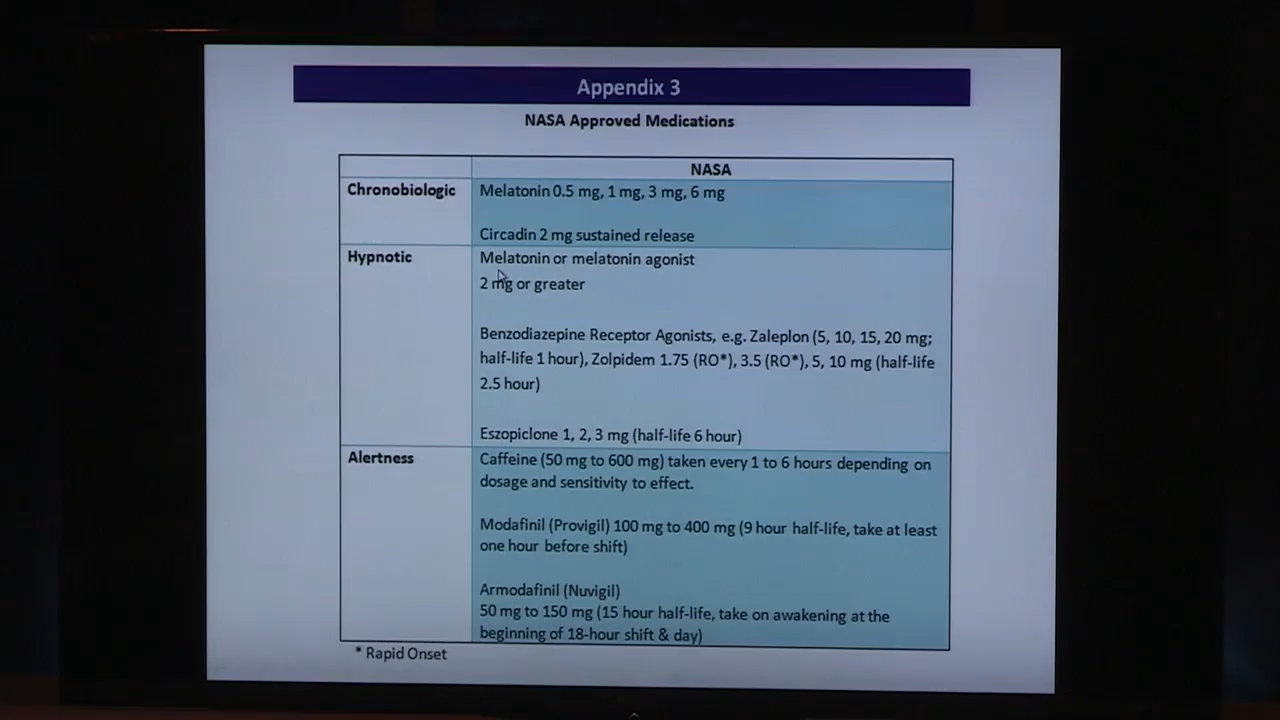 Appendix 3
NASA Approved Medications
NASA
Chronobiologic
Melatonin 0.5 mg, 1 mg, 3 mg, 6 mg
Circadin 2 mg sustained release
Hypnotic
Melatonin or melatonin agonist
2 mg or greater
Benzodiazepine Receptor Agonists, e.g. Zaleplon (5, 10, 15, 20 mg;
half-life 1 hour), Zolpidem 1.75 (RO*), 3.5 (RO*), 5, 10 mg (half-life
2.5 hour)
Eszopiclone 1, 2, 3 mg (half-life 6 hour)
Alertness
Caffeine (50 mg to 600 mg) taken every 1 to 6 hours depending on
dosage and sensitivity to effect.
Modafinil (Provigil) 100 mg to 400 mg (9 hour half-life, take at least
one hour before shift)
Armodafinil (Nuvigil)
50 mg to 150 mg (15 hour half-life, take on awakening at the
beginning of 18-hour shift & day)
* Rapid Onset